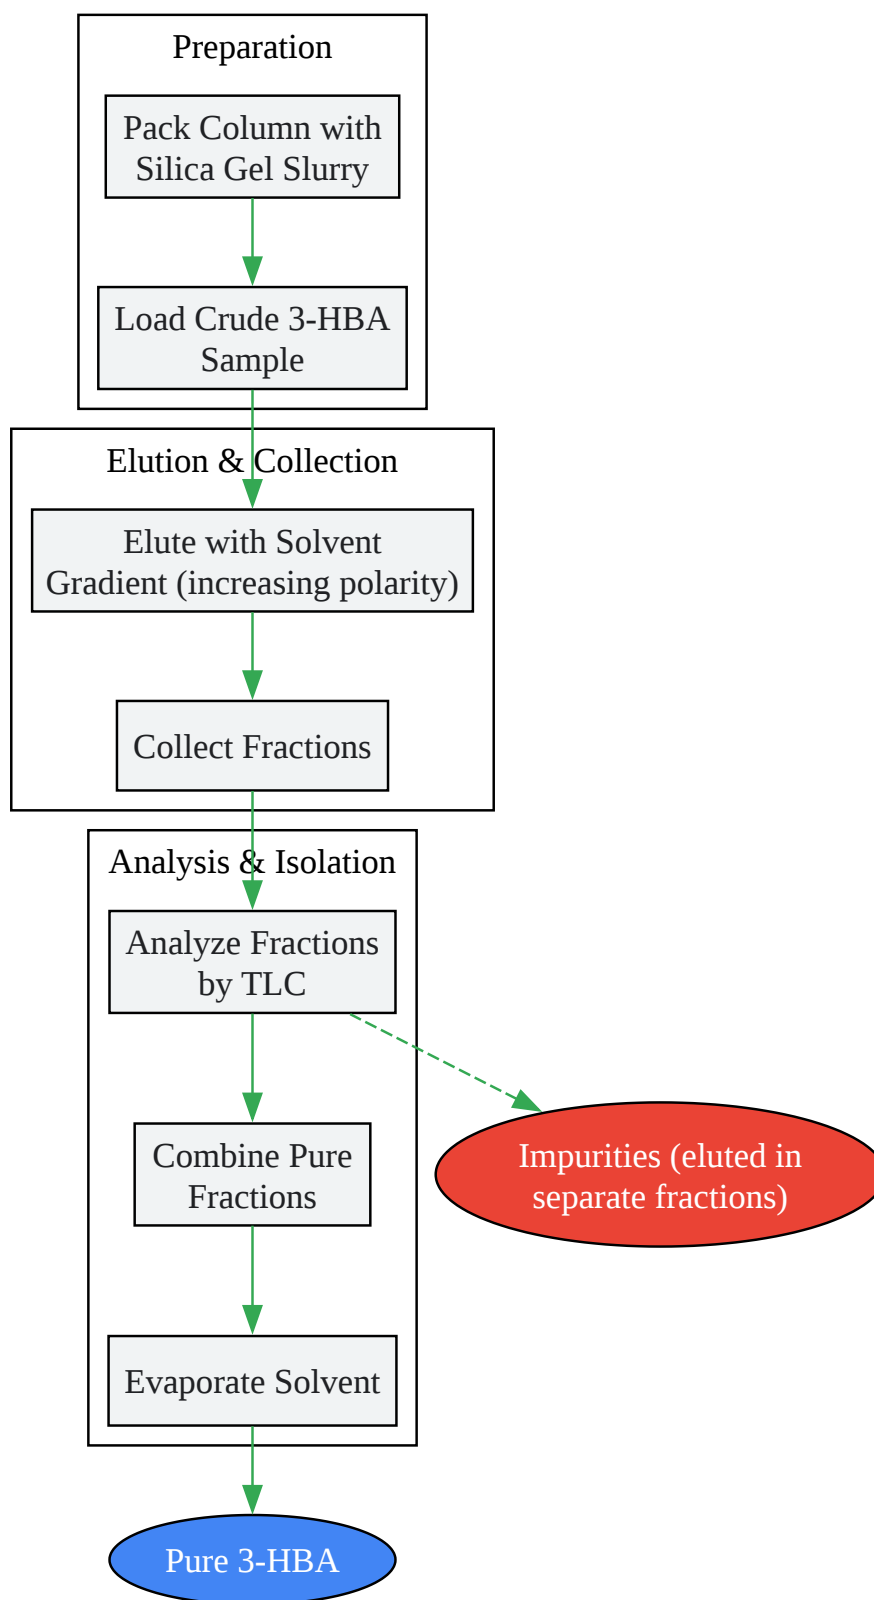 Preparation
Pack Column with
Silica Gel Slurry
Load Crude 3-HBA
Sample
Elution & Collection
Elute with Solvent
Gradient (increasing polarity)
Collect Fractions
Analysis & Isolation
Analyze Fractions
by TLC
Combine Pure
Fractions
Impurities (eluted in
separate fractions)
Evaporate Solvent
Pure 3-HBA